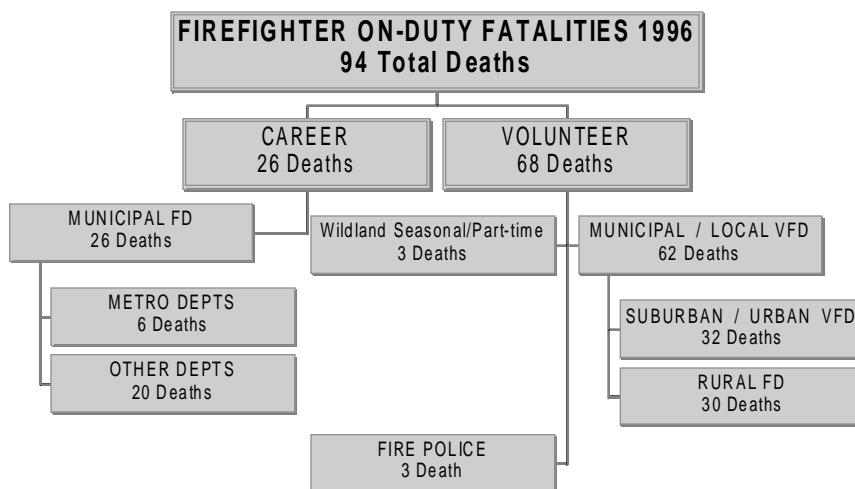 FIREFIGHTER ON-DUTY FATALITIES 1996
94 Total Deaths
CAREER
26 Deaths
VOLUNTEER
68 Deaths
MUNICIPAL FD
26 Deaths
Wildland Seasonal/Part-time
3 Deaths
MUNICIPAL / LOCAL VFD
62 Deaths
METRO DEPTS
6 Deaths
OTHER DEPTS
20 Deaths
SUBURBAN / URBAN VFD
32 Deaths
RURAL FD
30 Deaths
FIRE POLICE
3 Death